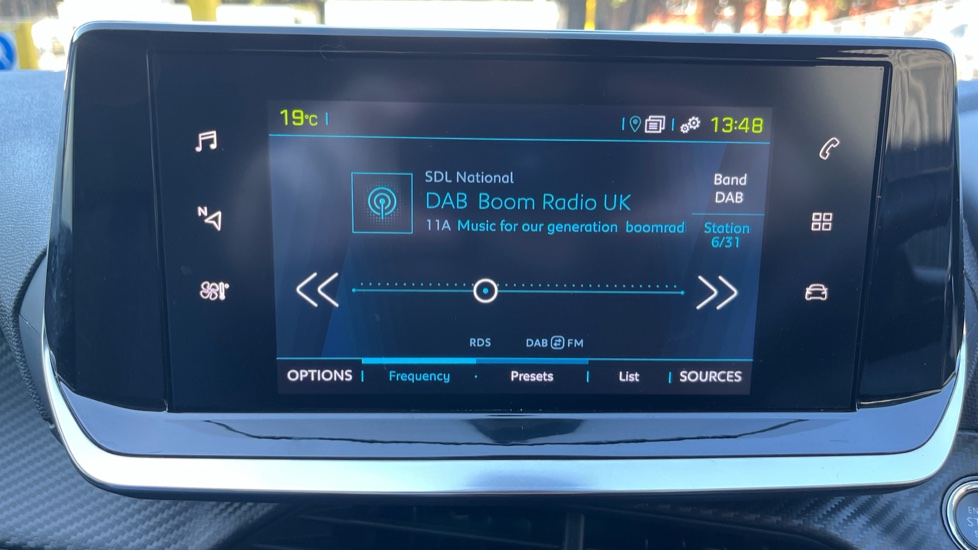 19°C 13:48
SDL National
DAB Boom Radio UK
11A Music for our generation boomrad
Band
DAB
Station
6/31
N
RDS DAB FM
OPTIONS Frequency Presets List SOURCES